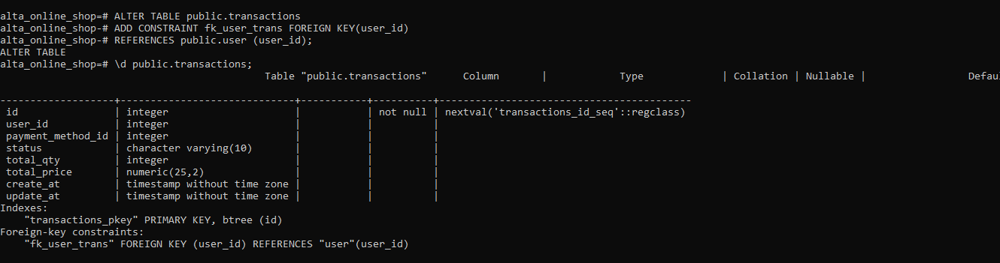 alta_online_shop=# ALTER TABLE public.transactions
alta_online_shop-# ADD CONSTRAINT fk_user_trans FOREIGN KEY(user_id)
alta_online_shop-# REFERENCES public.user (user_id);
ALTER TABLE
alta_online_shop=# \d public.transactions;
                                            Table "public.transactions"      Column       |            Type             | Collation | Nullable |                 Defau
-------------------+-----------------------------+-----------+----------+------------------------------------------
 id                | integer                     |           | not null | nextval('transactions_id_seq'::regclass)
 user_id           | integer                     |           |          |
 payment_method_id | integer                     |           |          |
 status            | character varying(10)       |           |          |
 total_qty         | integer                     |           |          |
 total_price       | numeric(25,2)               |           |          |
 create_at         | timestamp without time zone |           |          |
 update_at         | timestamp without time zone |           |          |
Indexes:
    "transactions_pkey" PRIMARY KEY, btree (id)
Foreign-key constraints:
    "fk_user_trans" FOREIGN KEY (user_id) REFERENCES "user"(user_id)